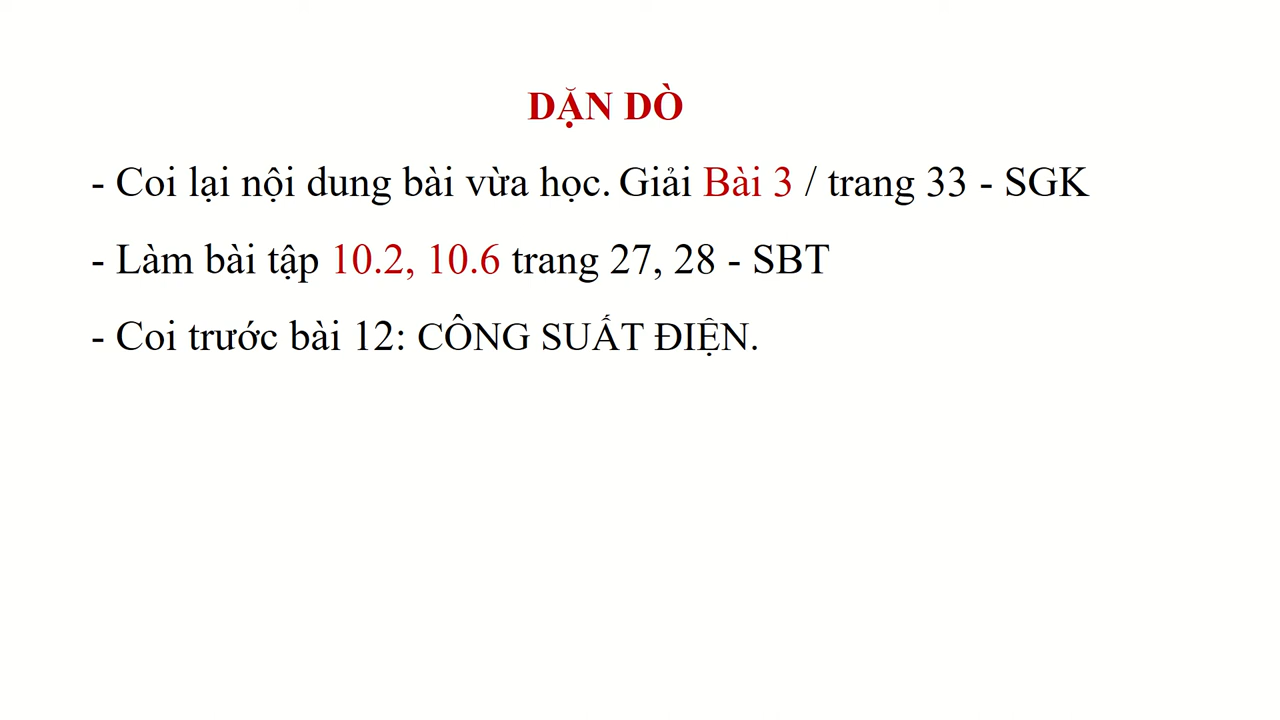 DẶN DÒ
- Coi lại nội dung bài vừa học. Giải Bài 3 / trang 33 - SGK
- Làm bài tập 10.2, 10.6 trang 27, 28 - SBT
- Coi trước bài 12: CÔNG SUẤT ĐIỆN.